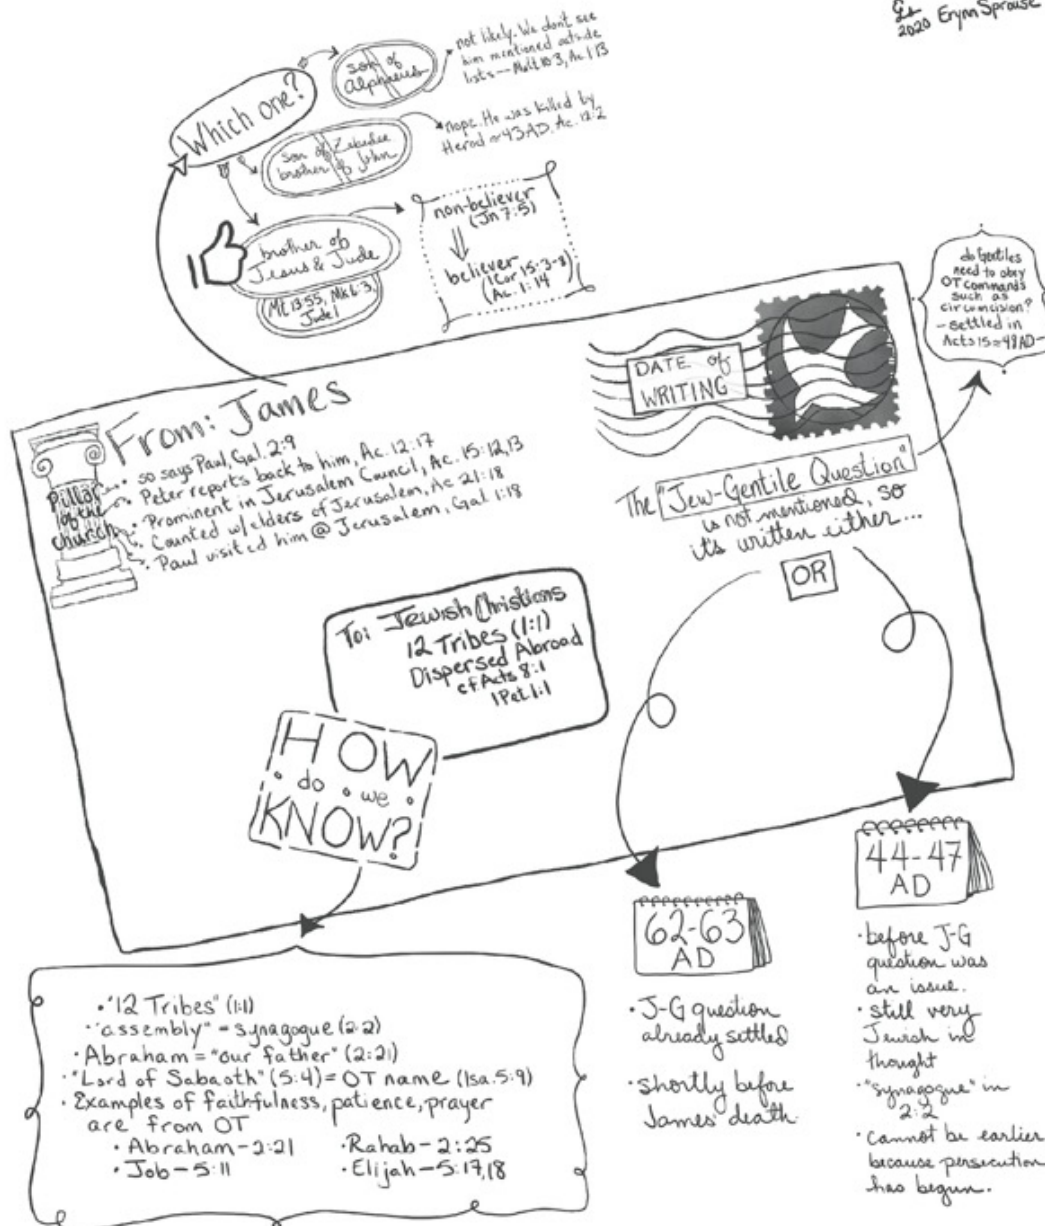 2020 Erynn Sprouse
Which one?
son of
Alphaeus
not likely. We don't see
him mentioned outside
lists -- Matt 10:3, Ac. 1:13
son of Zebedee
brother of John
nope. He was killed by
Herod ≈ 43AD, Ac. 12:2
brother of
Jesus & Jude
Mt 13:55, Mk 6:3,
Jude 1
non-believer
(Jn 7:5)
believer
(1 Cor 15:3-8)
(Ac. 1:14
do Gentiles
need to obey
OT commands
such as
circumcision?
- settled in
Acts 15 ≈ 48 AD -
DATE of
WRITING
From: James
Pillar
of the
church
• so says Paul, Gal. 2:9
• Peter reports back to him, Ac. 12:17
• Prominent in Jerusalem Council, Ac. 15:12,13
• Counted w/elders of Jerusalem, Ac 21:18
• Paul visited him @ Jerusalem, Gal. 1:18
The "Jew-Gentile Question"
is not mentioned, so
it's written either...
OR
To: Jewish Christians
12 Tribes (1:1)
Dispersed Abroad
cf. Acts 8:1
1 Pet. 1:1
HOW
• do • we •
KNOW?
• "12 Tribes" (1:1)
• "assembly" = synagogue (2:2)
• Abraham = "our father" (2:21)
• "Lord of Sabaoth" (5:4) = OT name (Isa. 5:9)
• Examples of faithfulness, patience, prayer
are from OT
• Abraham - 2:21
• Rahab - 2:25
• Job - 5:11
• Elijah - 5:17,18
62-63
AD
• J-G question
already settled
• shortly before
James' death
44-47
AD
• before J-G
question was
an issue.
• still very
Jewish in
thought
• "synagogue" in
2:2
• cannot be earlier
because persecution
has begun.